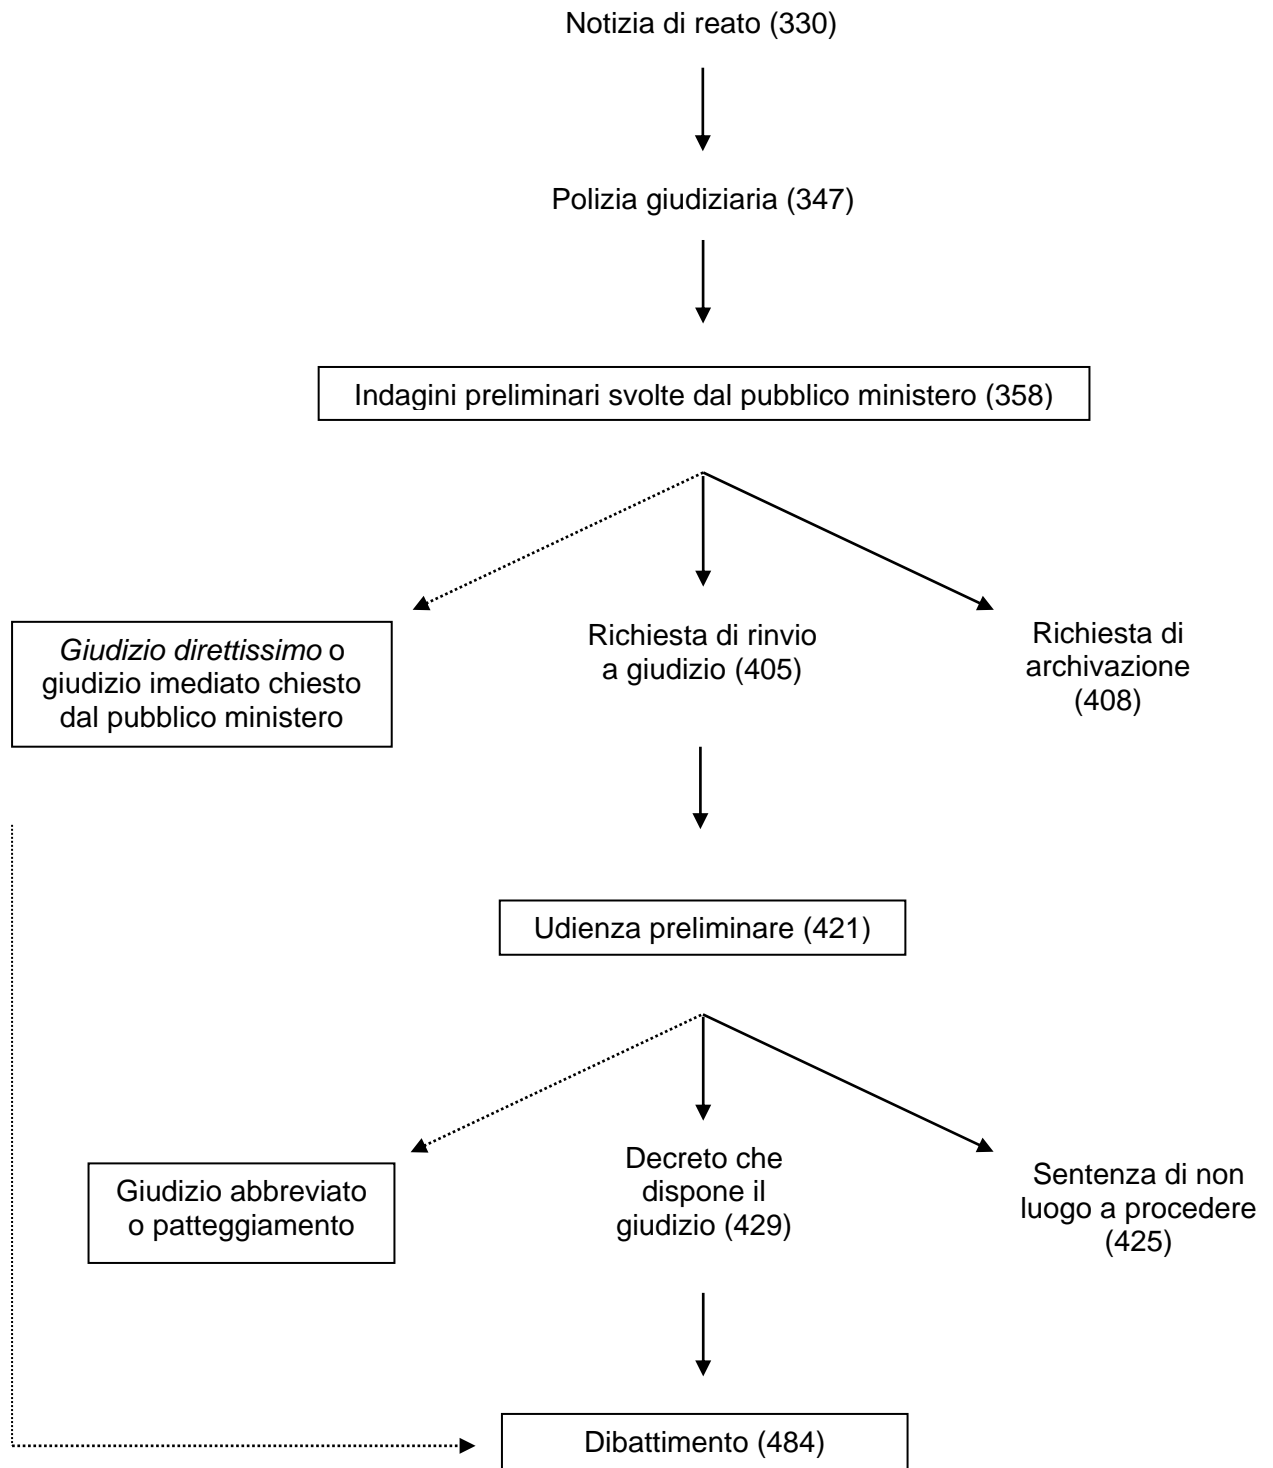 Notizia di reato (330)
Polizia giudiziaria (347)
Indagini preliminari svolte dal pubblico ministero (358)
Giudizio direttissimo o
giudizio imediato chiesto
dal pubblico ministero
Richiesta di rinvio
a giudizio (405)
Richiesta di
archivazione
(408)
Udienza preliminare (421)
Giudizio abbreviato
o patteggiamento
Decreto che
dispone il
giudizio (429)
Sentenza di non
luogo a procedere
(425)
Dibattimento (484)